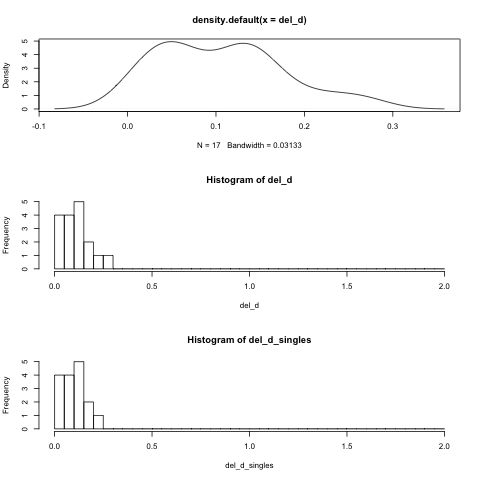 density.default(x = del_d)
Density
0 1 2 3 4 5
-0.1 0.0 0.1 0.2 0.3
N = 17 Bandwidth = 0.03133
Histogram of del_d
Frequency
0 1 2 3 4 5
0.0 0.5 1.0 1.5 2.0
del_d
Histogram of del_d_singles
Frequency
0 1 2 3 4 5
0.0 0.5 1.0 1.5 2.0
del_d_singles